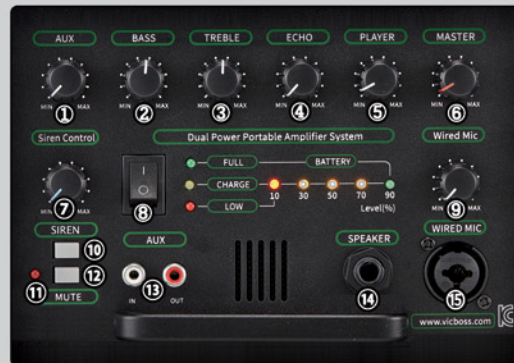 AUX BASS TREBLE ECHO PLAYER MASTER
MIN MAX MIN MAX MIN MAX MIN MAX MIN MAX MIN MAX
① ② ③ ④ ⑤ ⑥
Siren Control Dual Power Portable Amplifier System Wired Mic
FULL BATTERY
I
O
CHARGE
10 30 50 70 90
LOW Level(%)
MIN MAX MIN MAX
⑦ ⑧ ⑨
SIREN AUX SPEAKER WIRED MIC
⑩
⑪ ⑫ ⑬ ⑭ ⑮
MUTE IN OUT
www.vicboss.com